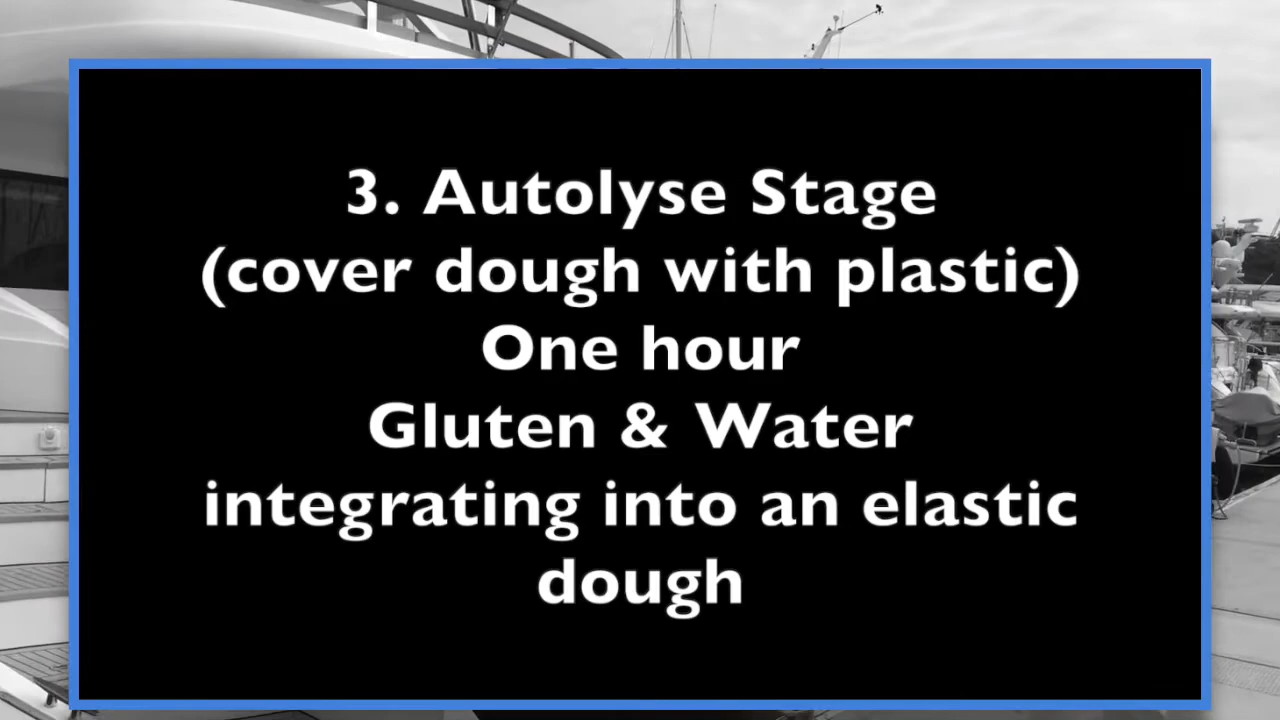 3. Autolyse Stage
(cover dough with plastic)
One hour
Gluten & Water
integrating into an elastic
dough